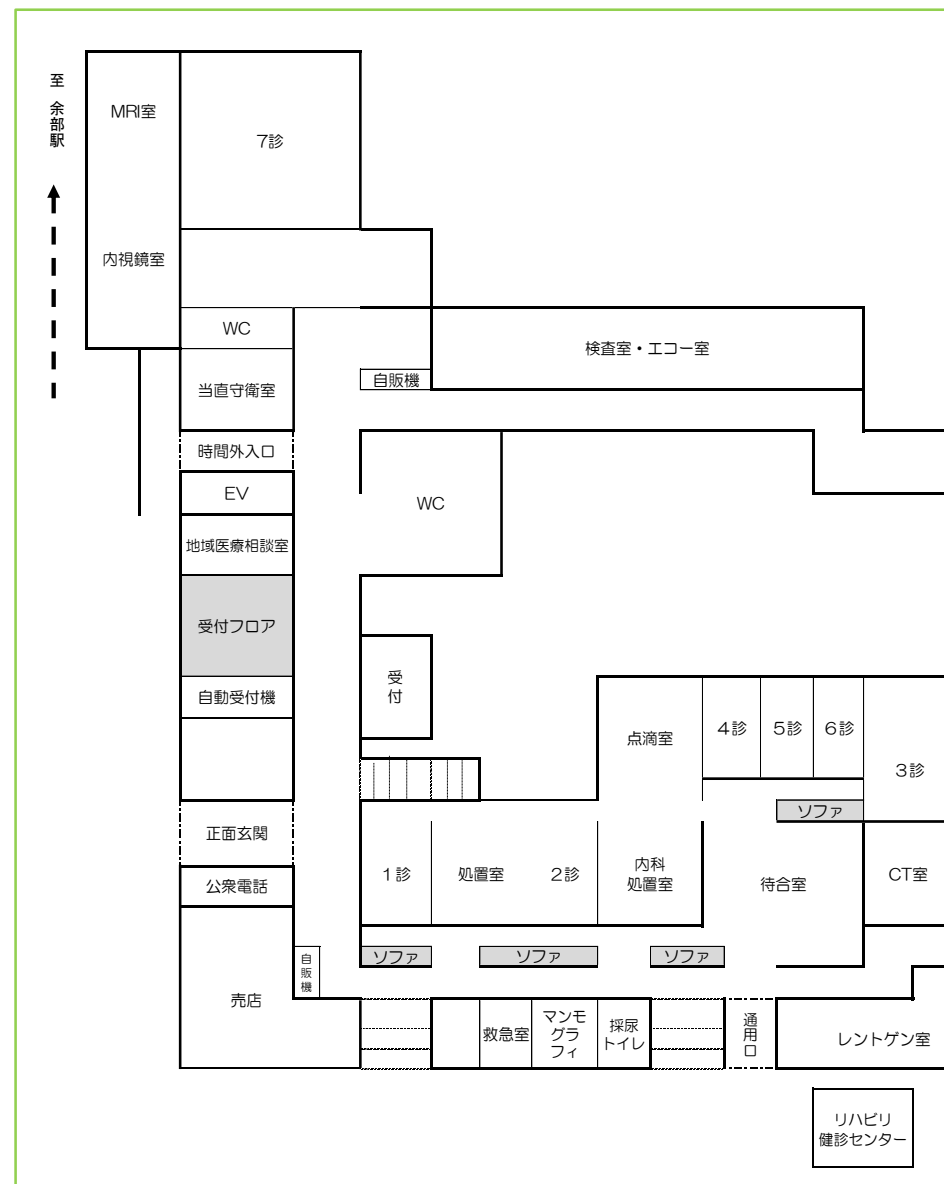 至 余部駅
MRI室
7診
内視鏡室
WC
検査室・エコー室
自販機
当直守衛室
時間外入口
EV
WC
地域医療相談室
受付フロア
自動受付機
受
付
点滴室
4診
5診
6診
3診
ソファ
正面玄関
1診
処置室
2診
内科
処置室
待合室
CT室
公衆電話
ソファ
ソファ
ソファ
自販機
売店
救急室
マンモ
グラ
フィ
採尿
トイレ
通用口
レントゲン室
リハビリ
健診センター